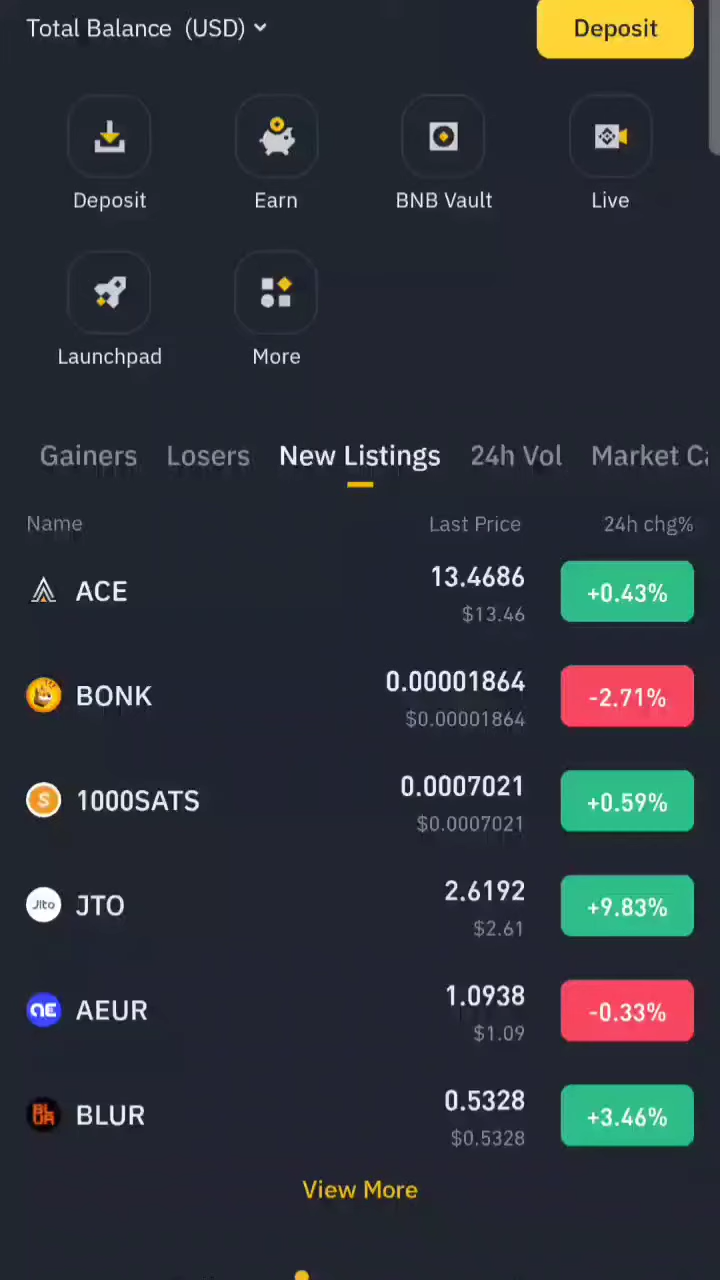 Total Balance (USD)
Deposit
Deposit
Earn
BNB Vault
Live
Launchpad
More
Gainers Losers New Listings 24h Vol Market Ca
Name Last Price 24h chg%
ACE 13.4686 +0.43%
$13.46
BONK 0.00001864 -2.71%
$0.00001864
1000SATS 0.0007021 +0.59%
$0.0007021
Jito JTO 2.6192 +9.83%
$2.61
AEUR 1.0938 -0.33%
$1.09
BLUR 0.5328 +3.46%
$0.5328
View More